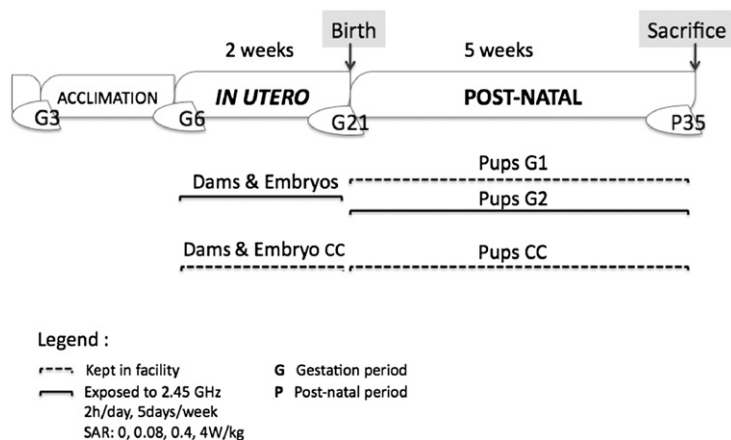 Birth
Sacrifice
2 weeks
5 weeks
ACCLIMATION
IN UTERO
POST-NATAL
G3
G6
G21
P35
Pups G1
Dams & Embryos
Pups G2
Dams & Embryo CC
Pups CC
Legend :
Kept in facility
G Gestation period
Exposed to 2.45 GHz
P Post-natal period
2h/day, 5days/week
SAR: 0, 0.08, 0.4, 4W/kg